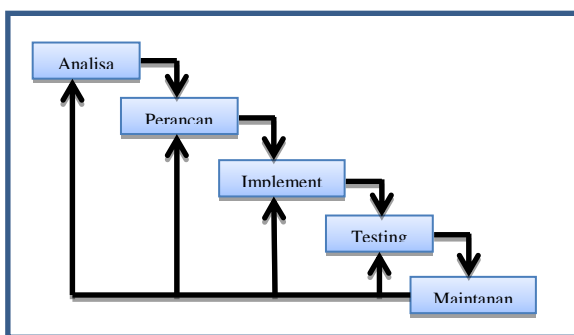 Analisa
Perancan
Implement
Testing
Maintanan